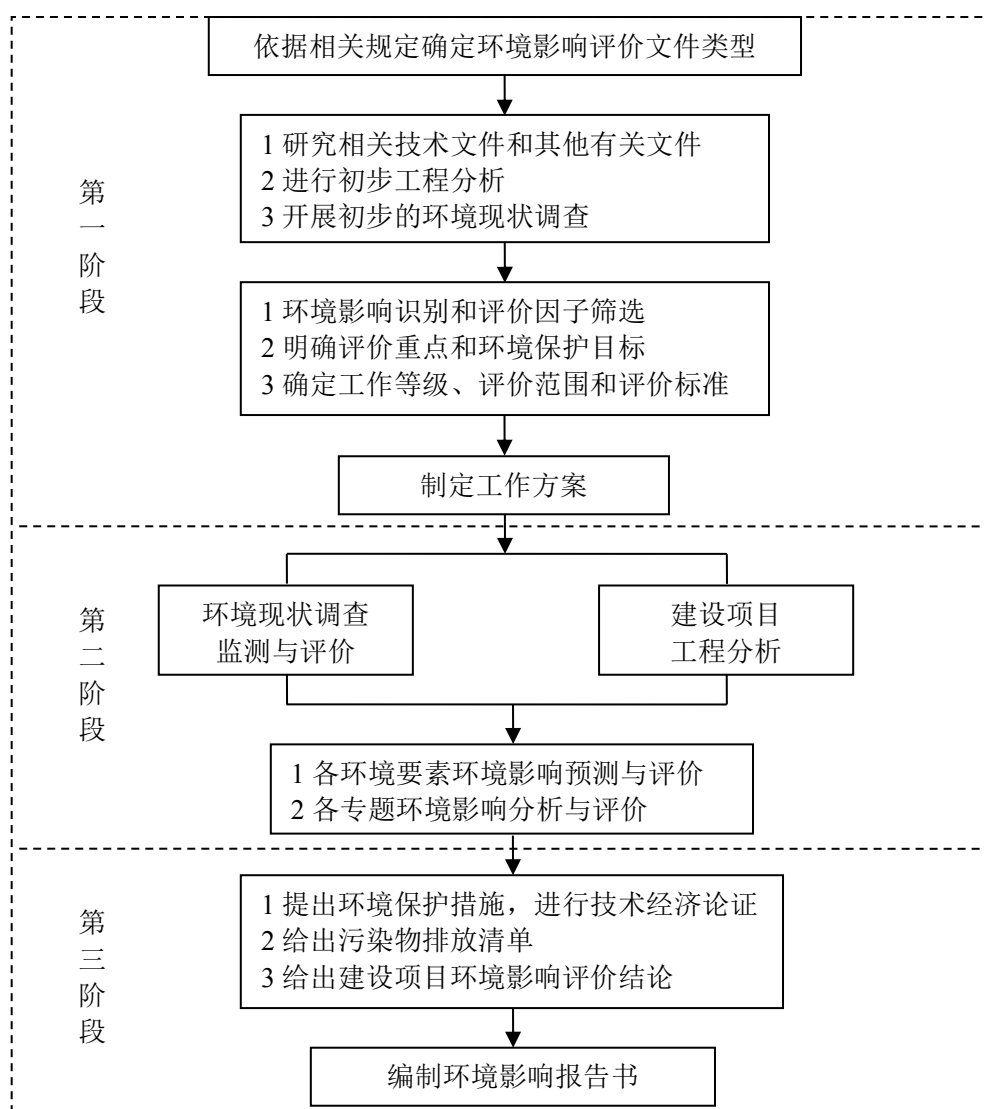 依据相关规定确定环境影响评价文件类型
1 研究相关技术文件和其他有关文件
2 进行初步工程分析
3 开展初步的环境现状调查
第一阶段
1 环境影响识别和评价因子筛选
2 明确评价重点和环境保护目标
3 确定工作等级、评价范围和评价标准
制定工作方案
第二阶段
环境现状调查
监测与评价
建设项目
工程分析
1 各环境要素环境影响预测与评价
2 各专题环境影响分析与评价
第三阶段
1 提出环境保护措施，进行技术经济论证
2 给出污染物排放清单
3 给出建设项目环境影响评价结论
编制环境影响报告书